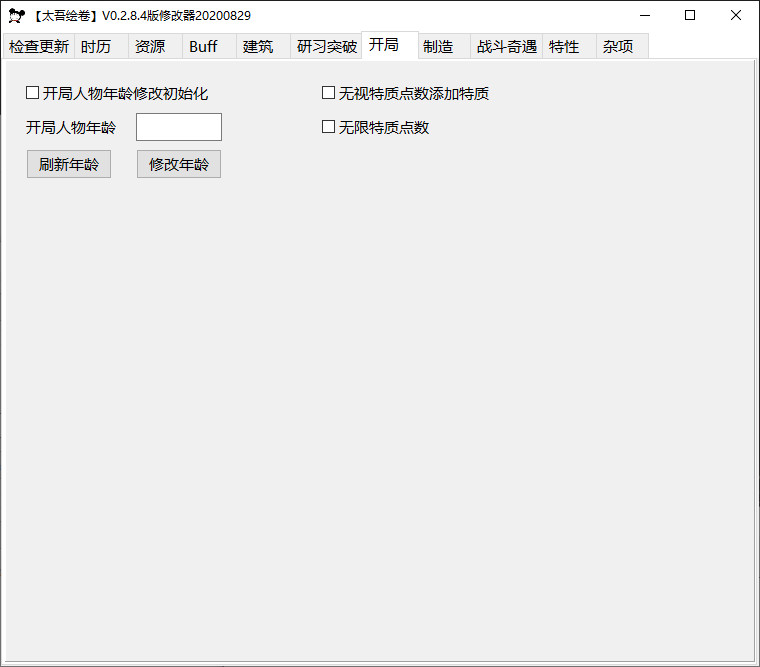 【太吾绘卷】V0.2.8.4版修改器20200829
检查更新 时历 资源 Buff 建筑 研习突破 开局 制造 战斗奇遇 特性 杂项
开局人物年龄修改初始化 无视特质点数添加特质
开局人物年龄 无限特质点数
刷新年龄 修改年龄